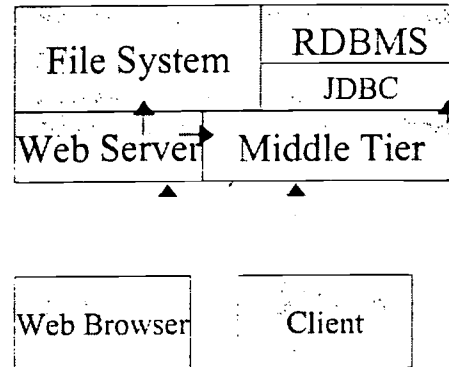 File System
RDBMS
JDBC
Web Server
Middle Tier
Web Browser
Client